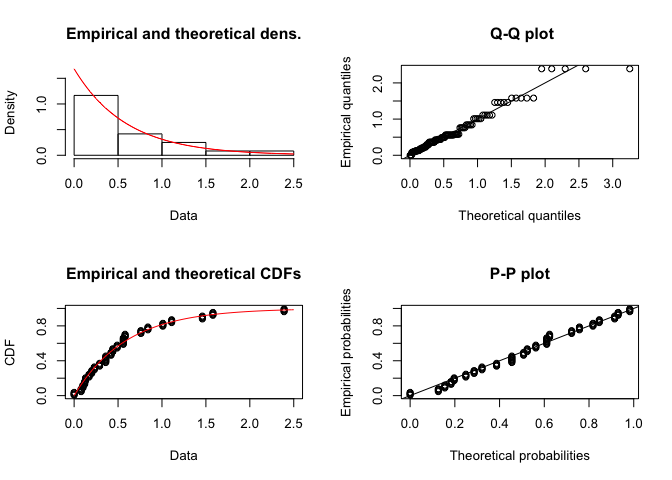 Empirical and theoretical dens.
Density
0.0 1.0
0.0 0.5 1.0 1.5 2.0 2.5
Data
Q-Q plot
Empirical quantiles
0.0 1.0 2.0
0.0 0.5 1.0 1.5 2.0 2.5 3.0
Theoretical quantiles
Empirical and theoretical CDFs
CDF
0.0 0.4 0.8
0.0 0.5 1.0 1.5 2.0 2.5
Data
P-P plot
Empirical probabilities
0.0 0.4 0.8
0.0 0.2 0.4 0.6 0.8 1.0
Theoretical probabilities